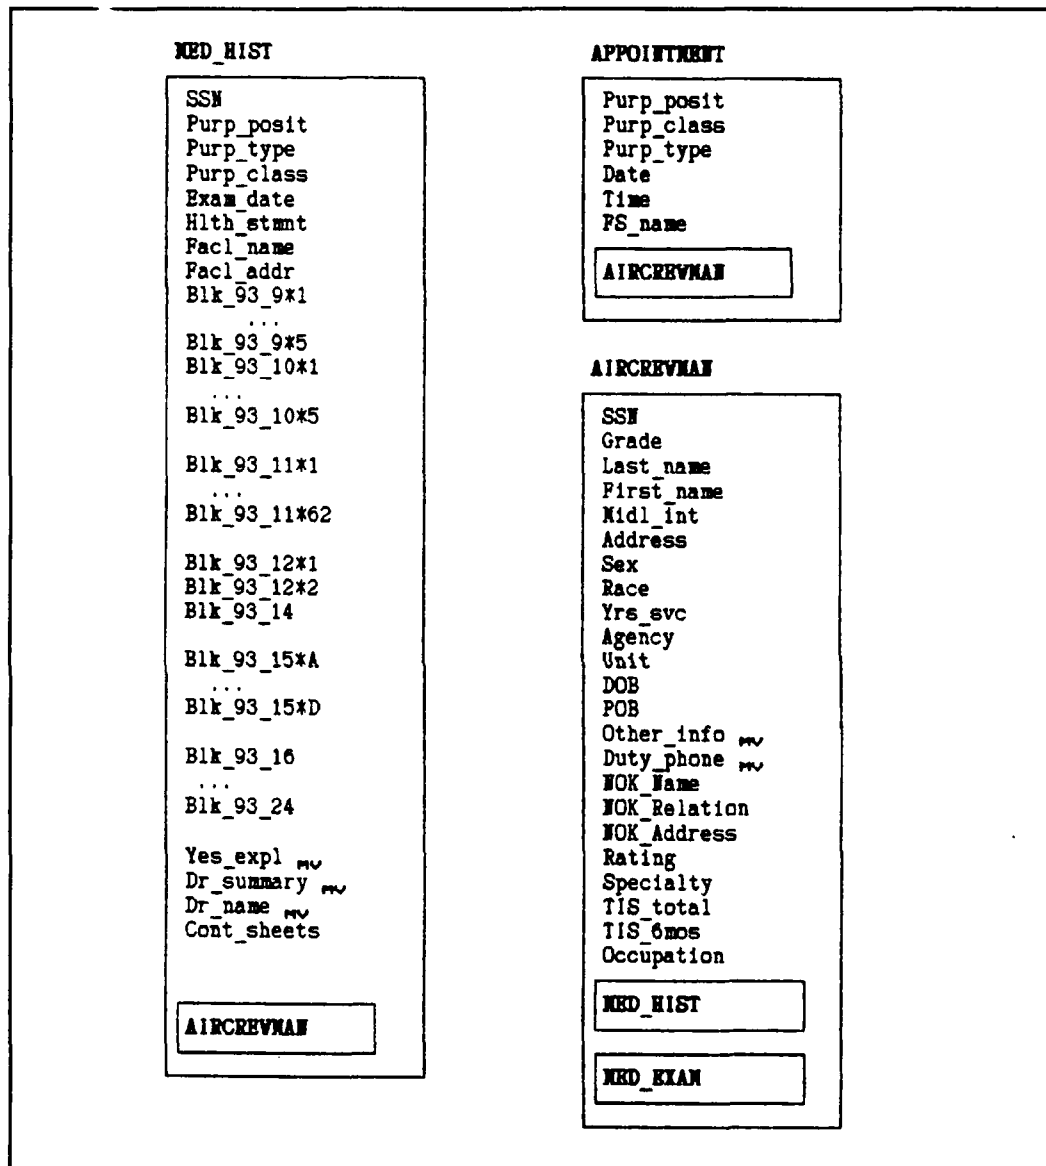 MED_HIST
SSN
Purp_posit
Purp_type
Purp_class
Exam_date
Hlth_stmnt
Facl_name
Facl_addr
Blk_93_9*1
...
Blk_93_9*5
Blk_93_10*1
...
Blk_93_10*5
Blk_93_11*1
...
Blk_93_11*62
Blk_93_12*1
Blk_93_12*2
Blk_93_14
Blk_93_15*A
...
Blk_93_15*D
Blk_93_16
...
Blk_93_24
Yes_expl MV
Dr_summary MV
Dr_name MV
Cont_sheets
AIRCREWMAN
APPOINTMENT
Purp_posit
Purp_class
Purp_type
Date
Time
FS_name
AIRCREWMAN
AIRCREWMAN
SSN
Grade
Last_name
First_name
Midl_int
Address
Sex
Race
Yrs_svc
Agency
Unit
DOB
POB
Other_info MV
Duty_phone MV
NOK_Name
NOK_Relation
NOK_Address
Rating
Specialty
TIS_total
TIS_6mos
Occupation
MED_HIST
MED_EXAM